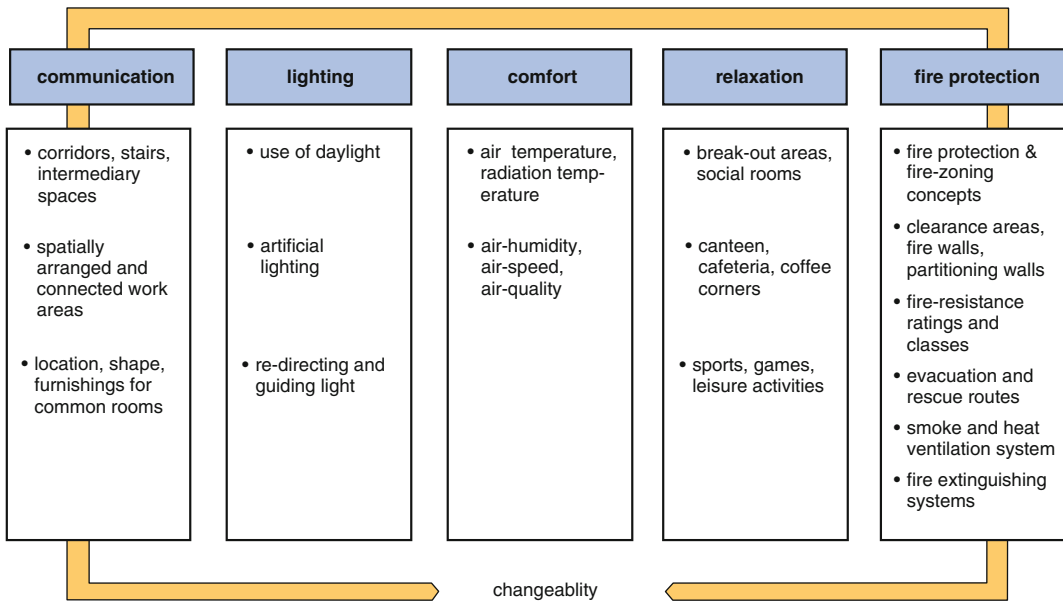 communication
• corridors, stairs,
intermediary
spaces
• spatially
arranged and
connected work
areas
• location, shape,
furnishings for
common rooms
lighting
• use of daylight
• artificial
lighting
• re-directing and
guiding light
comfort
• air temperature,
radiation temp-
erature
• air-humidity,
air-speed,
air-quality
relaxation
• break-out areas,
social rooms
• canteen,
cafeteria, coffee
corners
• sports, games,
leisure activities
fire protection
• fire protection &
fire-zoning
concepts
• clearance areas,
fire walls,
partitioning walls
• fire-resistance
ratings and
classes
• evacuation and
rescue routes
• smoke and heat
ventilation system
• fire extinguishing
systems
changeablity